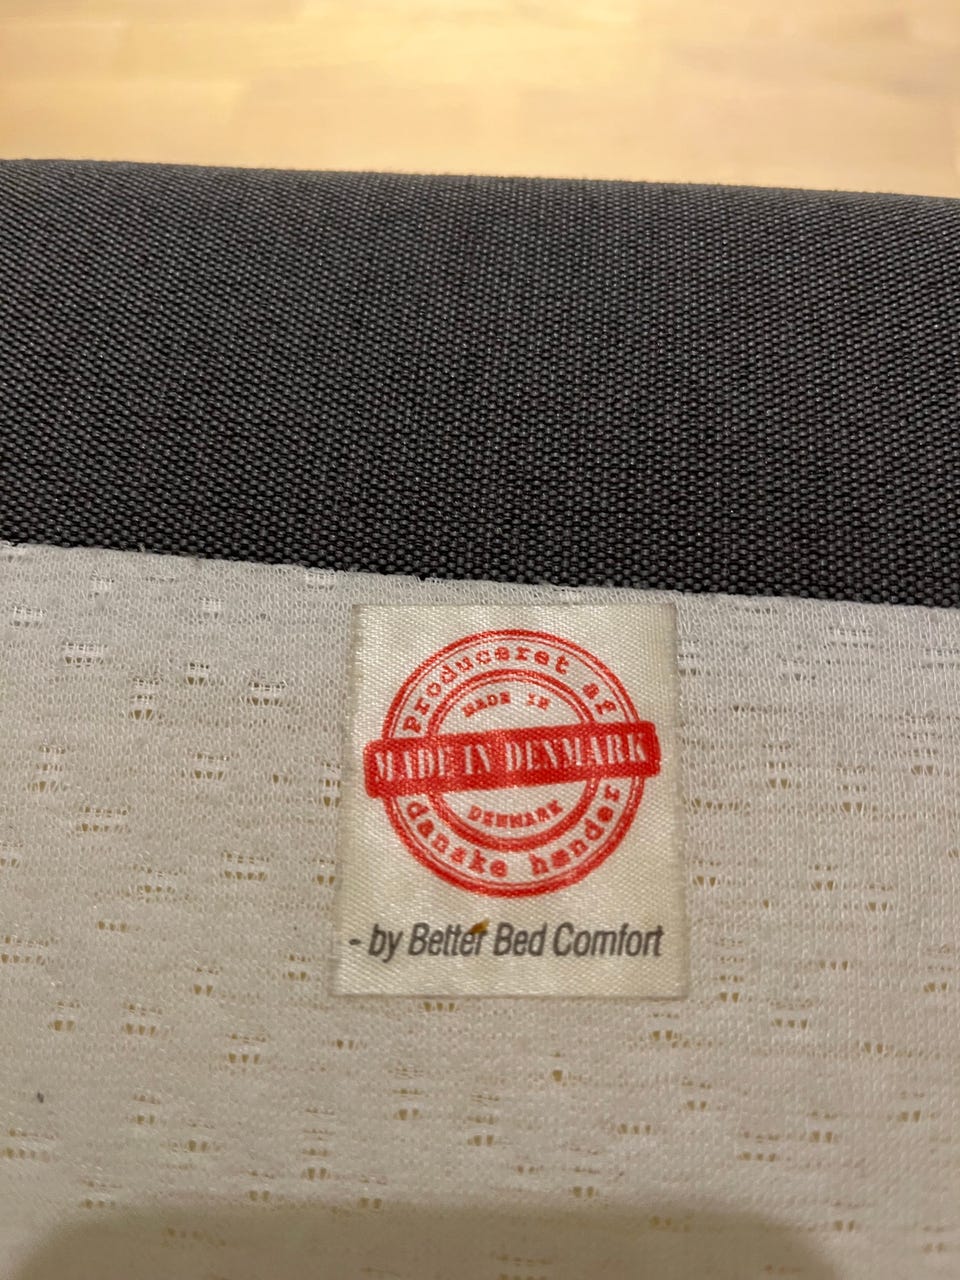 Produceret af
MADE IN
MADE IN DENMARK
DENMARK
danske hænder
- by Better Bed Comfort